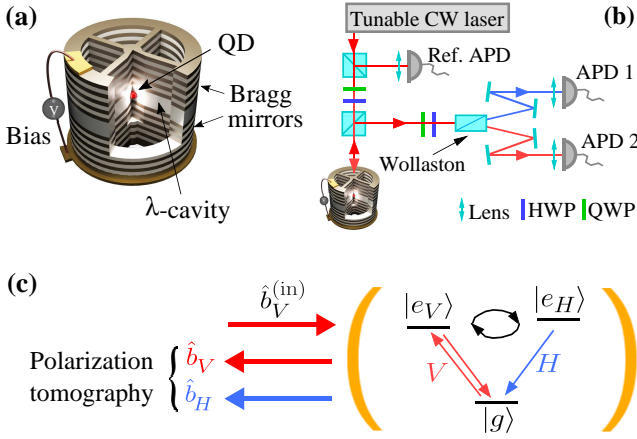 (a)
QD
Bragg
mirrors
V
Bias
λ-cavity
(b)
Tunable CW laser
Ref. APD
APD 1
APD 2
Wollaston
Lens HWP QWP
(c)
b̂_V^(in)
Polarization
tomography
b̂_V
b̂_H
|e_V⟩
|e_H⟩
V
H
|g⟩